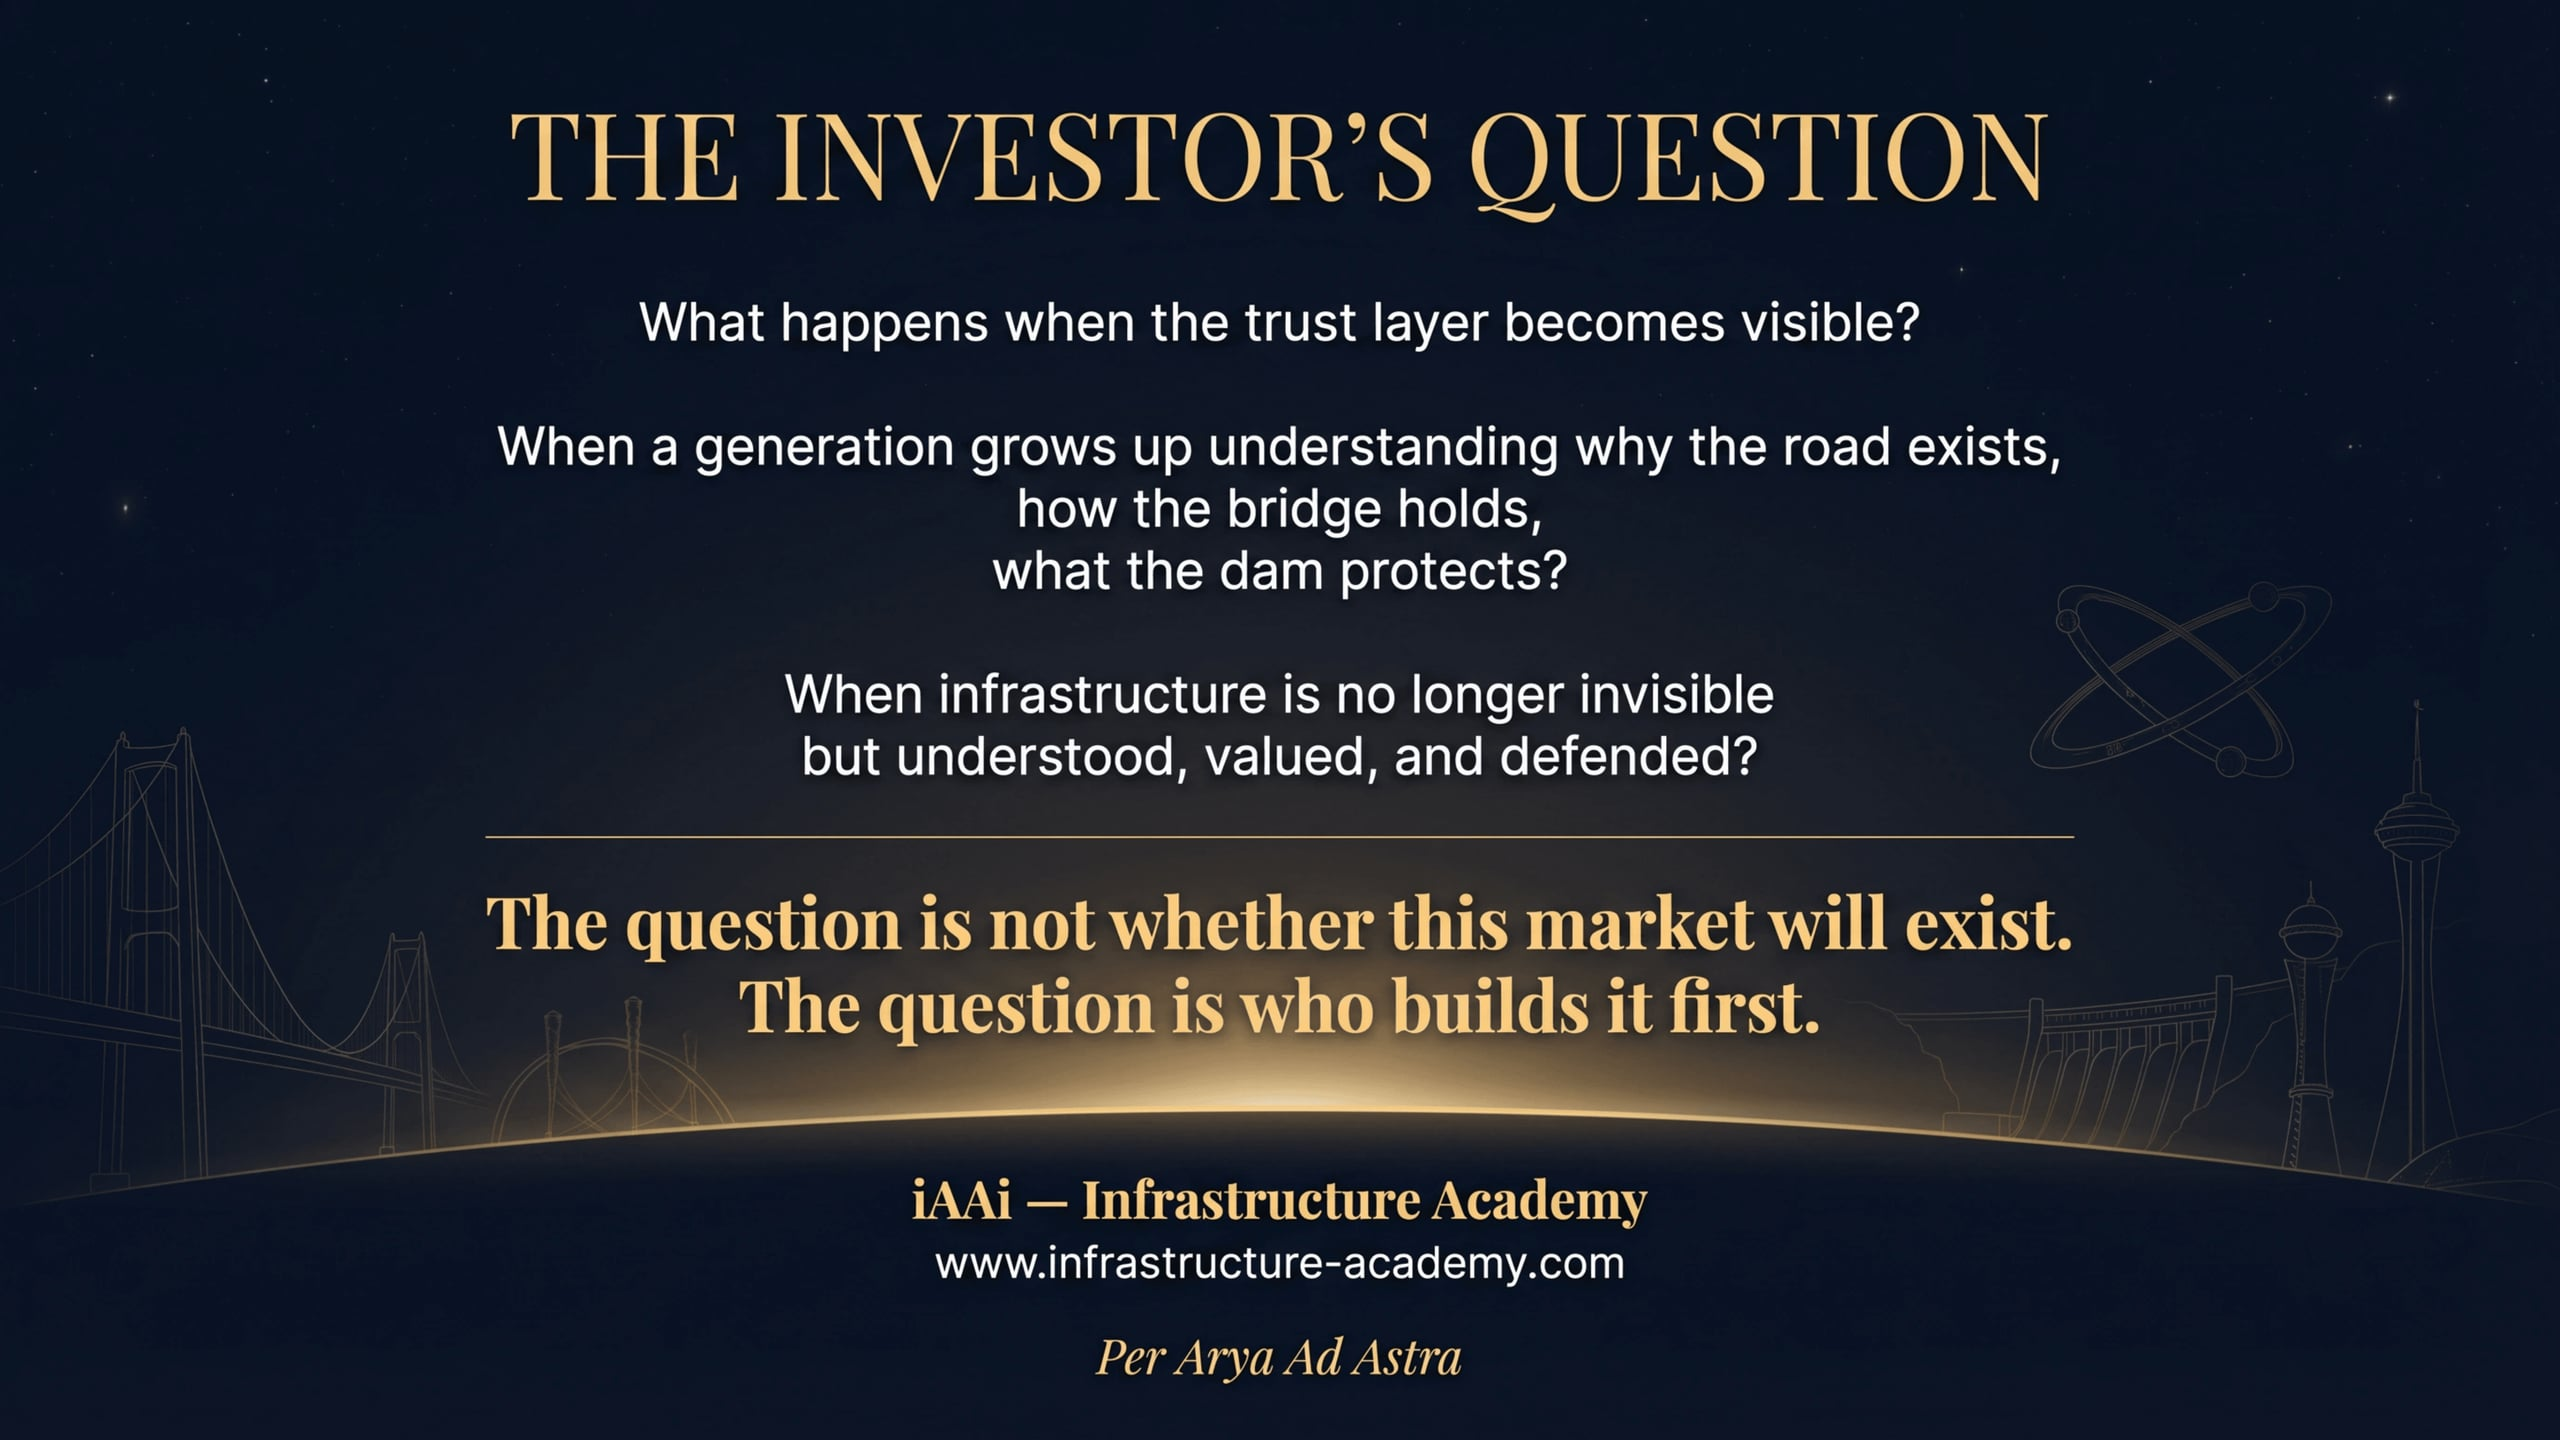 THE INVESTOR’S QUESTION
What happens when the trust layer becomes visible?
When a generation grows up understanding why the road exists,
how the bridge holds,
what the dam protects?
When infrastructure is no longer invisible
but understood, valued, and defended?
The question is not whether this market will exist.
The question is who builds it first.
iAAi — Infrastructure Academy
www.infrastructure-academy.com
Per Arya Ad Astra